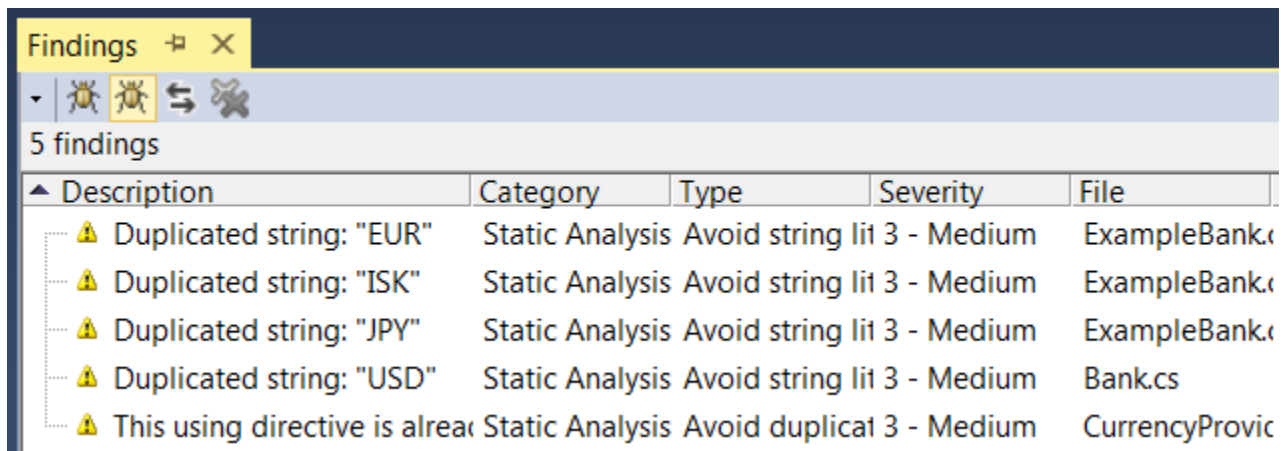 Findings
5 findings
Description Category Type Severity File
Duplicated string: "EUR" Static Analysis Avoid string lit 3 - Medium ExampleBank.c
Duplicated string: "ISK" Static Analysis Avoid string lit 3 - Medium ExampleBank.c
Duplicated string: "JPY" Static Analysis Avoid string lit 3 - Medium ExampleBank.c
Duplicated string: "USD" Static Analysis Avoid string lit 3 - Medium Bank.cs
This using directive is alrea Static Analysis Avoid duplicat 3 - Medium CurrencyProvic